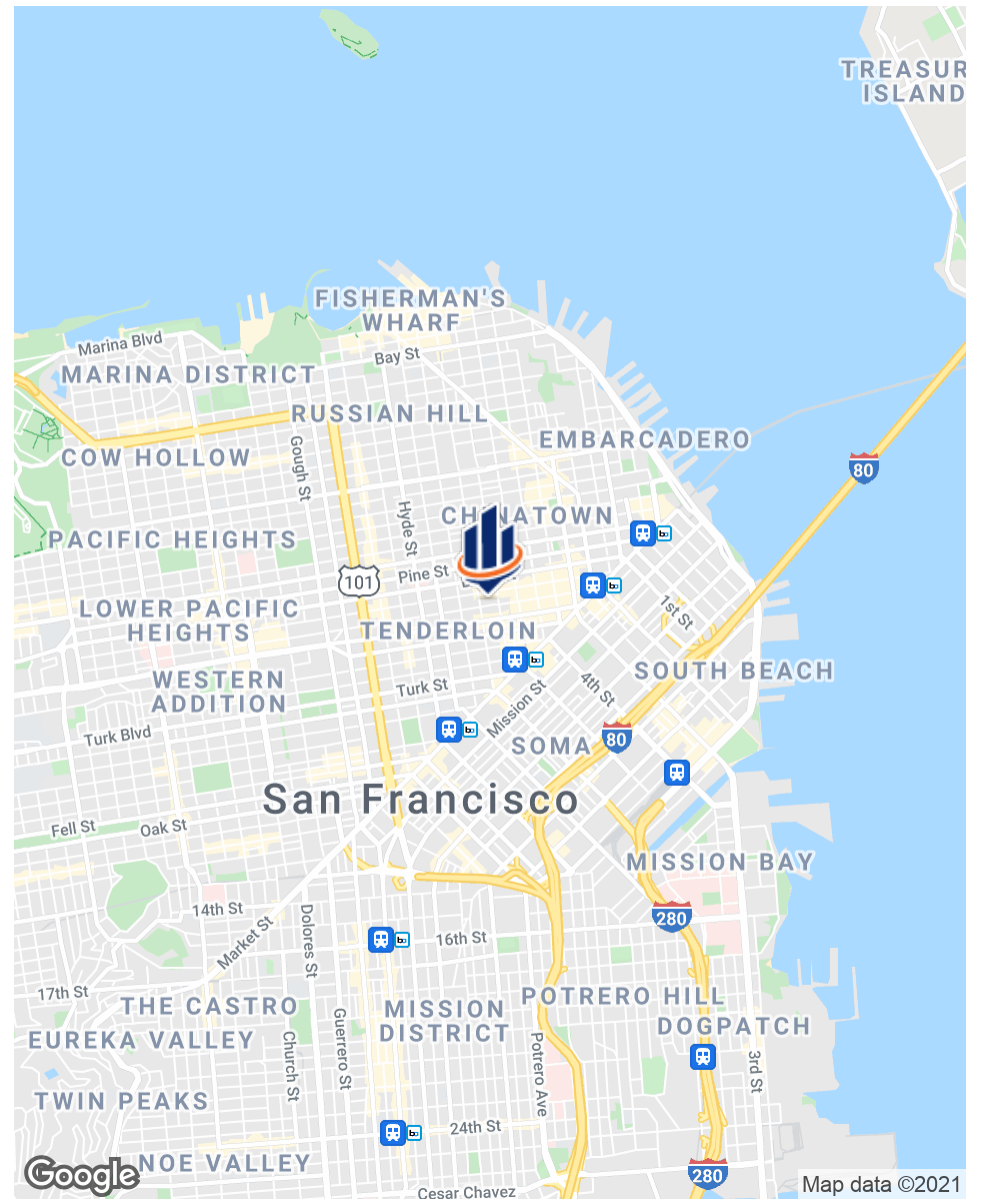 TREASUR
ISLAND
FISHERMAN'S
WHARF
Marina Blvd
Bay St
MARINA DISTRICT
RUSSIAN HILL
EMBARCADERO
COW HOLLOW
Gough St
80
Hyde St
PACIFIC HEIGHTS
Pine St
101
LOWER PACIFIC
HEIGHTS
1st St
TENDERLOIN
SOUTH BEACH
WESTERN
ADDITION
Turk St
4th St
Mission St
Turk Blvd
SOMA
80
San Francisco
Fell St
Oak St
MISSION BAY
14th St
280
Market St
Dolores St
16th St
17th St
THE CASTRO
MISSION
DISTRICT
POTRERO HILL
DOGPATCH
EUREKA VALLEY
Guerrero St
Church St
Potrero Ave
3rd St
TWIN PEAKS
24th St
NOE VALLEY
280
Google
Cesar Chavez
Map data ©2021